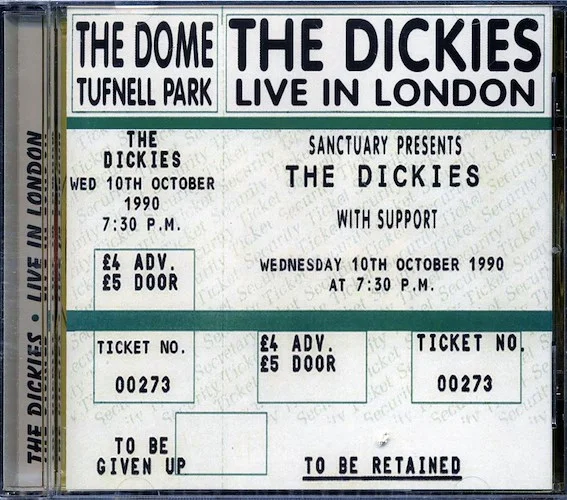 THE DICKIES • LIVE IN LONDON
THE DOME
TUFNELL PARK
THE DICKIES
LIVE IN LONDON
THE
DICKIES
WED 10TH OCTOBER
1990
7:30 P.M.
£4 ADV.
£5 DOOR
SANCTUARY PRESENTS
THE DICKIES
WITH SUPPORT
WEDNESDAY 10TH OCTOBER 1990
AT 7:30 P.M.
TICKET NO.
00273
£4 ADV.
£5 DOOR
TICKET NO.
00273
TO BE
GIVEN UP
TO BE RETAINED
Security Ticket